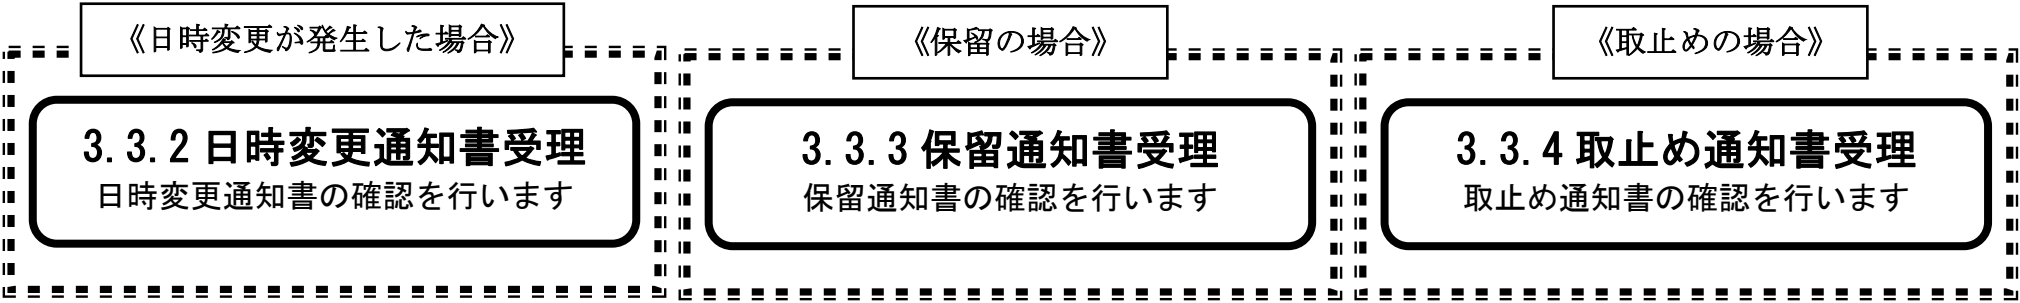 《日時変更が発生した場合》
3.3.2 日時変更通知書受理
日時変更通知書の確認を行います
《保留の場合》
3.3.3 保留通知書受理
保留通知書の確認を行います
《取止めの場合》
3.3.4 取止め通知書受理
取止め通知書の確認を行います